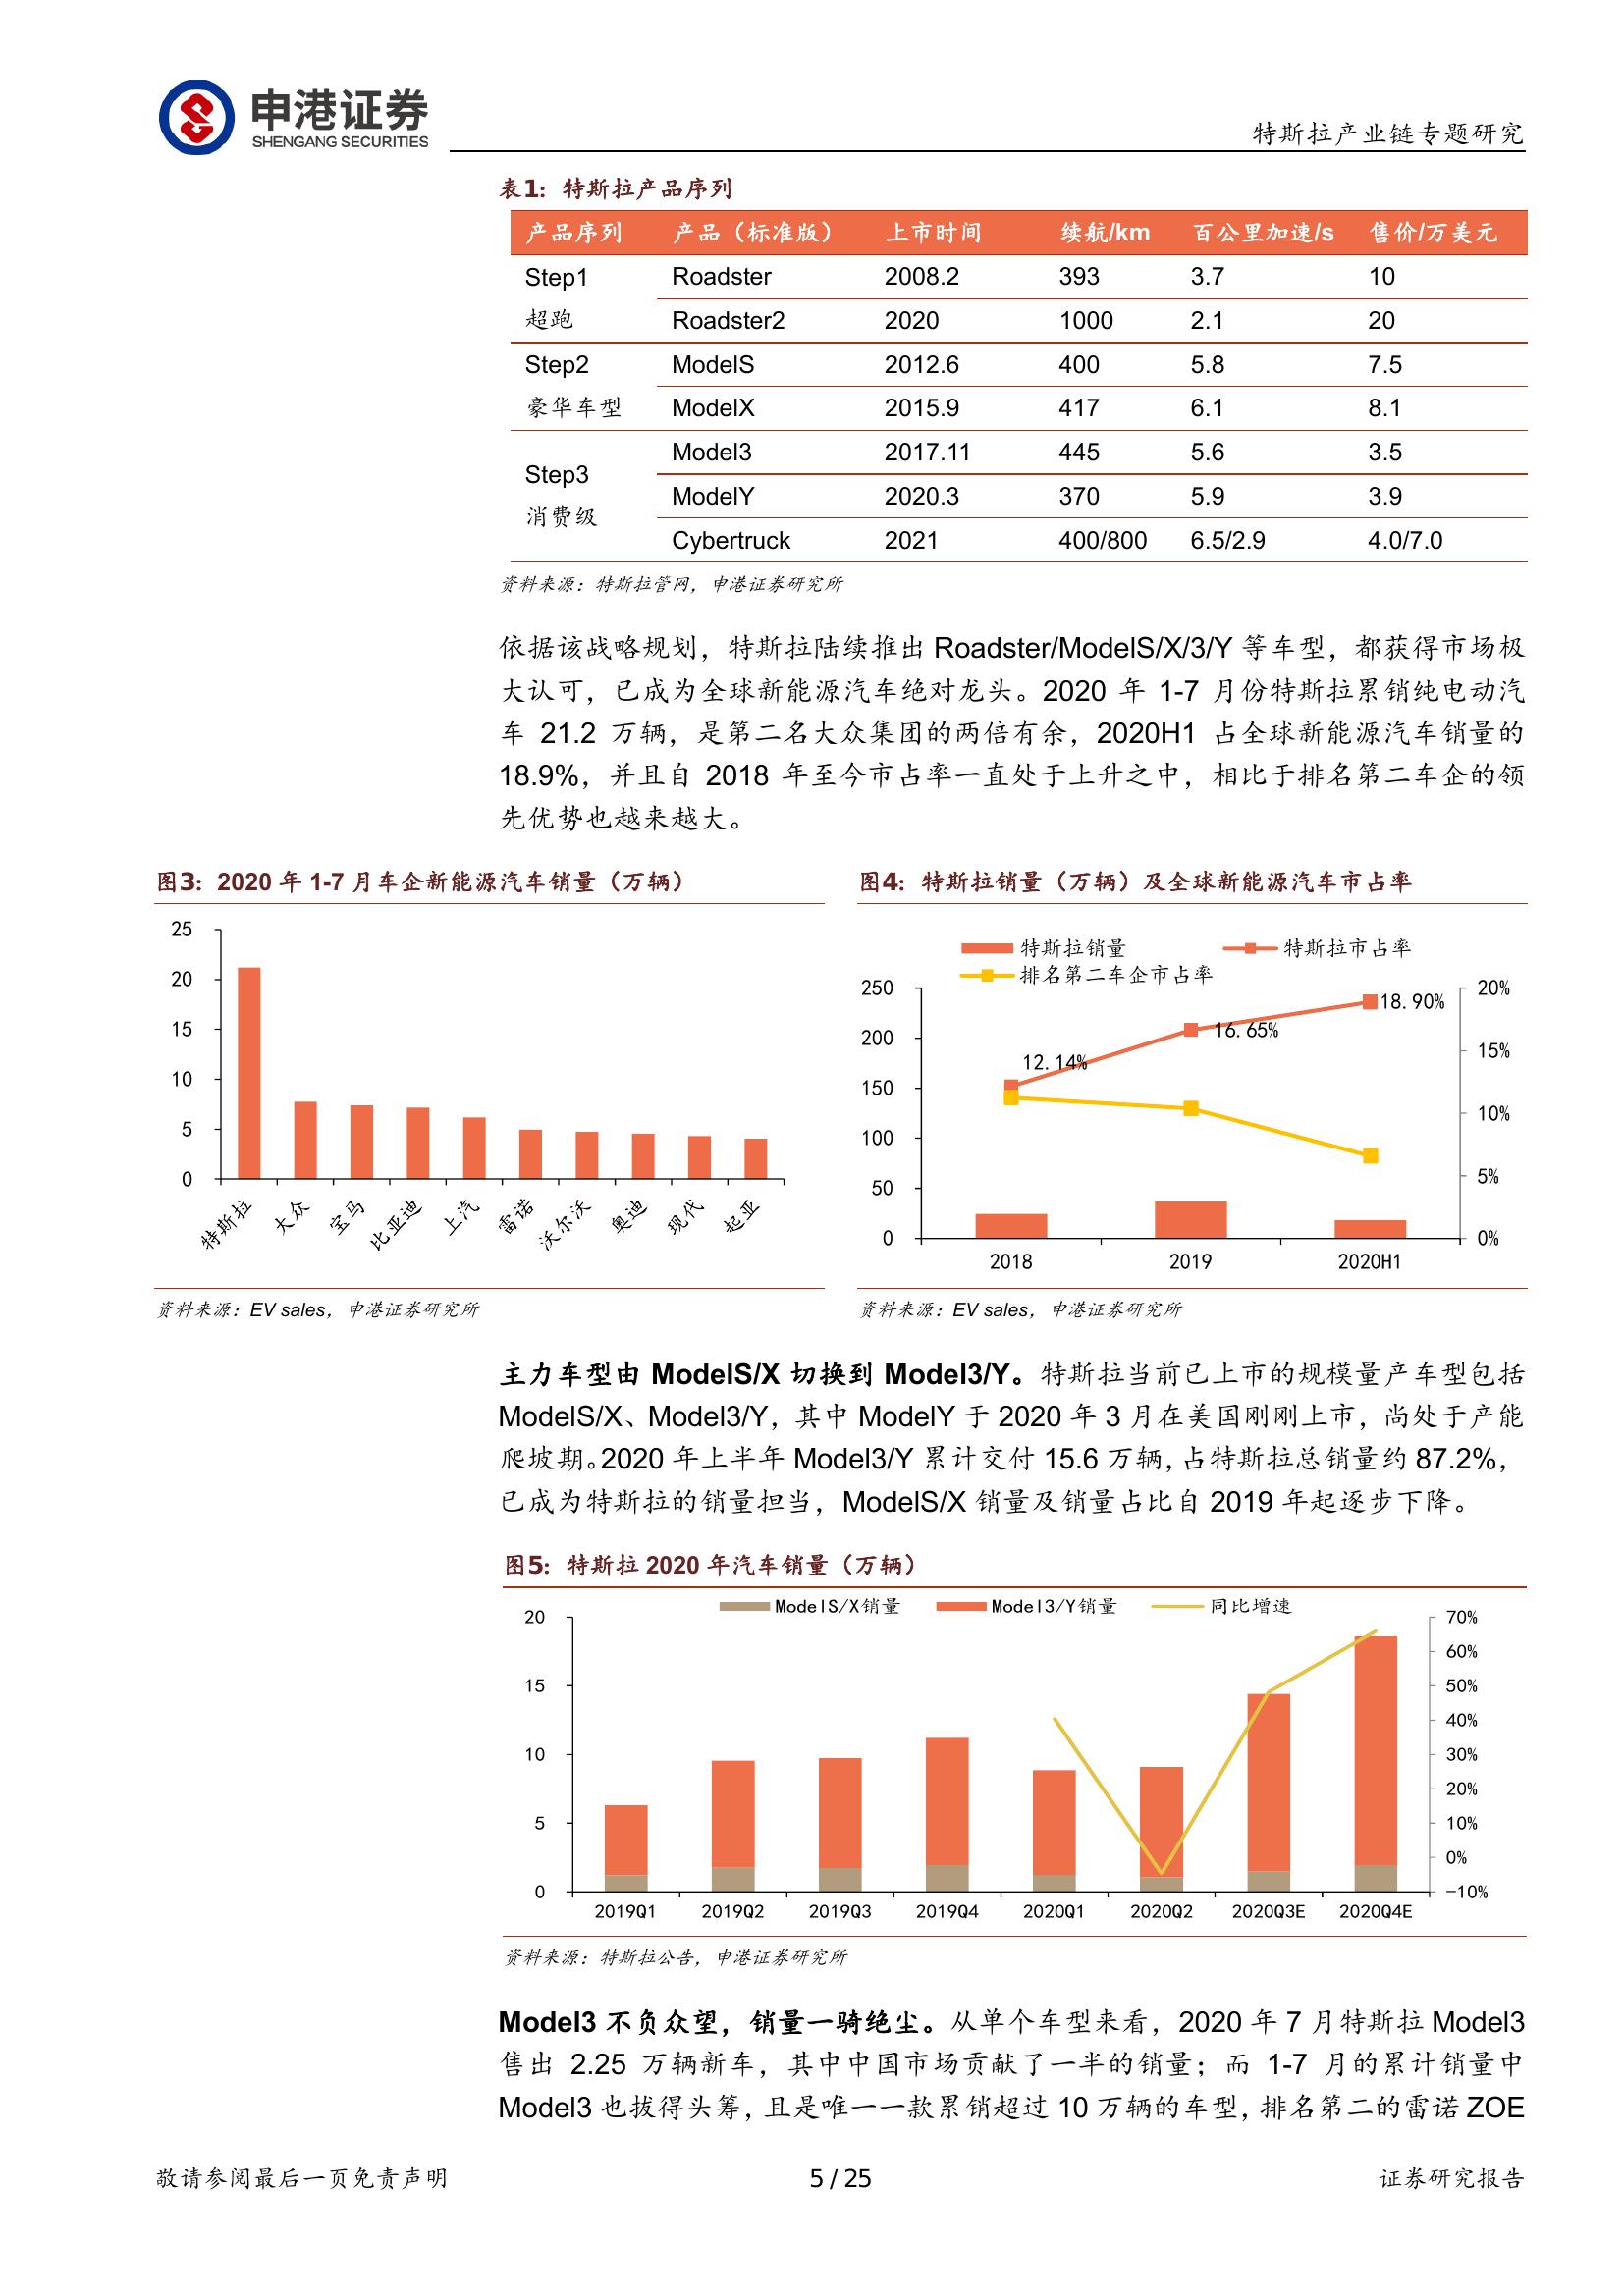 申港证券
SHENGANG SECURITIES
特斯拉产业链专题研究
表1：特斯拉产品序列
产品序列 产品（标准版） 上市时间 续航/km 百公里加速/s 售价/万美元
Step1 超跑 Roadster 2008.2 393 3.7 10
Roadster2 2020 1000 2.1 20
Step2 豪华车型 ModelS 2012.6 400 5.8 7.5
ModelX 2015.9 417 6.1 8.1
Step3 消费级 Model3 2017.11 445 5.6 3.5
ModelY 2020.3 370 5.9 3.9
Cybertruck 2021 400/800 6.5/2.9 4.0/7.0
资料来源：特斯拉管网，申港证券研究所
依据该战略规划，特斯拉陆续推出 Roadster/ModelS/X/3/Y 等车型，都获得市场极
大认可，已成为全球新能源汽车绝对龙头。2020 年 1-7 月份特斯拉累销纯电动汽
车 21.2 万辆，是第二名大众集团的两倍有余，2020H1 占全球新能源汽车销量的
18.9%，并且自 2018 年至今市占率一直处于上升之中，相比于排名第二车企的领
先优势也越来越大。
图3：2020 年 1-7 月车企新能源汽车销量（万辆）
25
20
15
10
5
0
特斯拉 大众 宝马 比亚迪 上汽 雷诺 沃尔沃 奥迪 现代 起亚
资料来源：EV sales，申港证券研究所
图4：特斯拉销量（万辆）及全球新能源汽车市占率
特斯拉销量 特斯拉市占率
排名第二车企市占率
250 20%
200 15%
150 10%
100 5%
50 0%
0
12.14%
16.65%
18.90%
2018 2019 2020H1
资料来源：EV sales，申港证券研究所
主力车型由 ModelS/X 切换到 Model3/Y。特斯拉当前已上市的规模量产车型包括
ModelS/X、Model3/Y，其中 ModelY 于 2020 年 3 月在美国刚刚上市，尚处于产能
爬坡期。2020 年上半年 Model3/Y 累计交付 15.6 万辆，占特斯拉总销量约 87.2%，
已成为特斯拉的销量担当，ModelS/X 销量及销量占比自 2019 年起逐步下降。
图5：特斯拉 2020 年汽车销量（万辆）
ModelS/X销量 Model3/Y销量 同比增速
20
15
10
5
0
70%
60%
50%
40%
30%
20%
10%
0%
-10%
2019Q1 2019Q2 2019Q3 2019Q4 2020Q1 2020Q2 2020Q3E 2020Q4E
资料来源：特斯拉公告，申港证券研究所
Model3 不负众望，销量一骑绝尘。从单个车型来看，2020 年 7 月特斯拉 Model3
售出 2.25 万辆新车，其中中国市场贡献了一半的销量；而 1-7 月的累计销量中
Model3 也拔得头筹，且是唯一一款累销超过 10 万辆的车型，排名第二的雷诺 ZOE
敬请参阅最后一页免责声明 5 / 25 证券研究报告